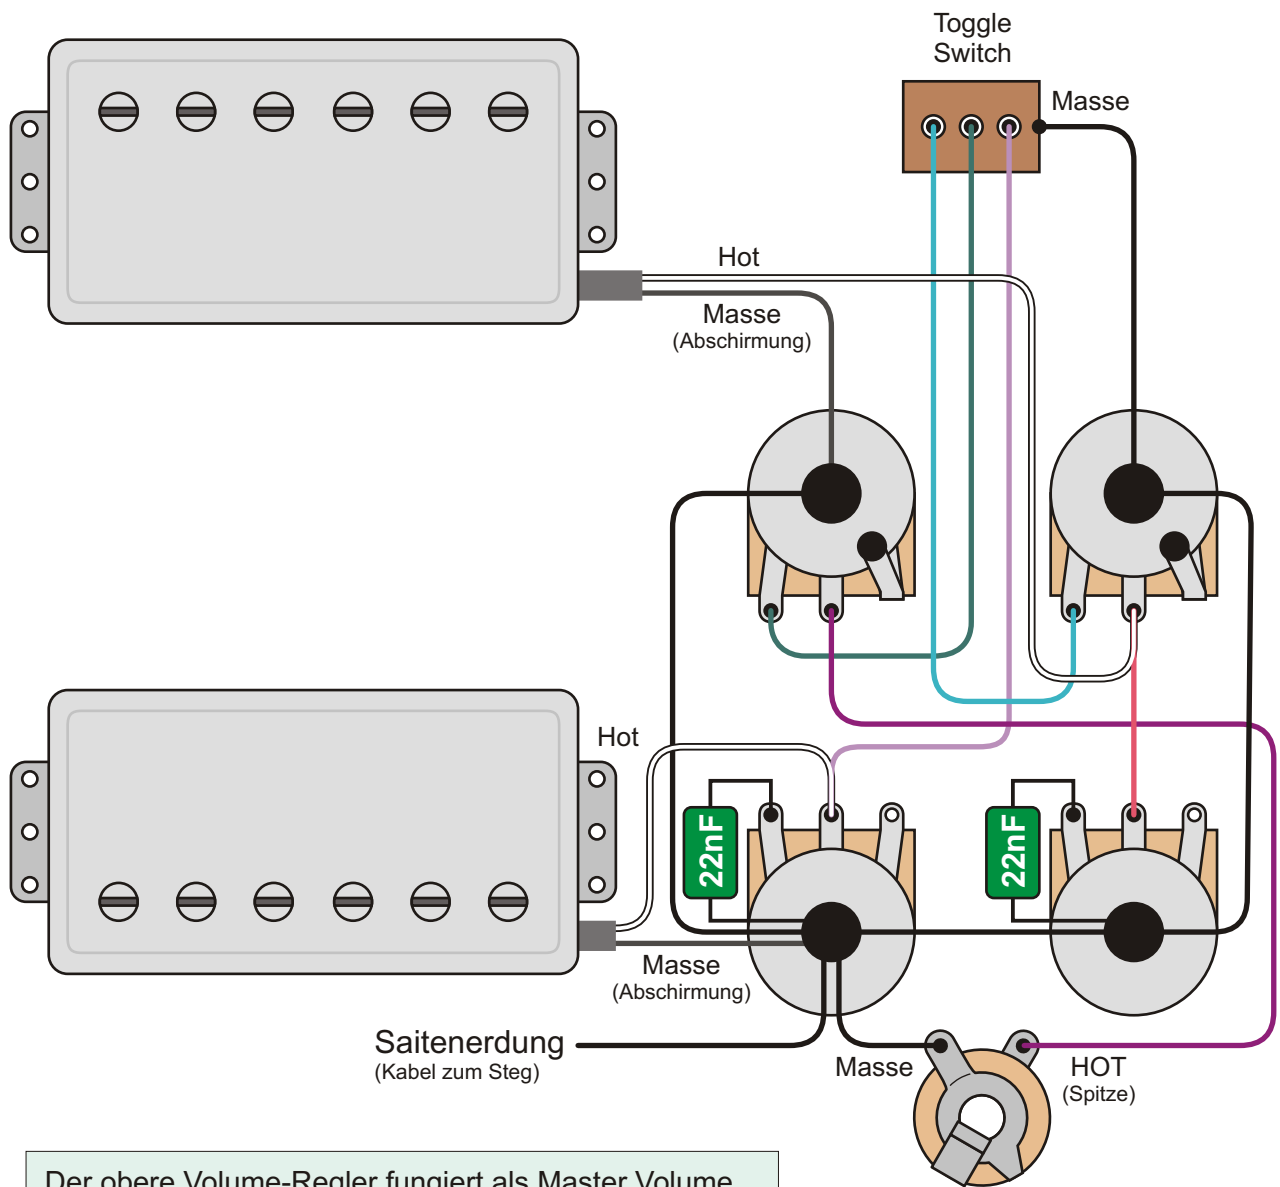 Toggle
Switch
Masse
Hot
Masse
(Abschirmung)
Hot
22nF
22nF
Masse
(Abschirmung)
Saitenerdung
(Kabel zum Steg)
Masse
HOT
(Spitze)
Der obere Volume-Regler fungiert als Master Volume